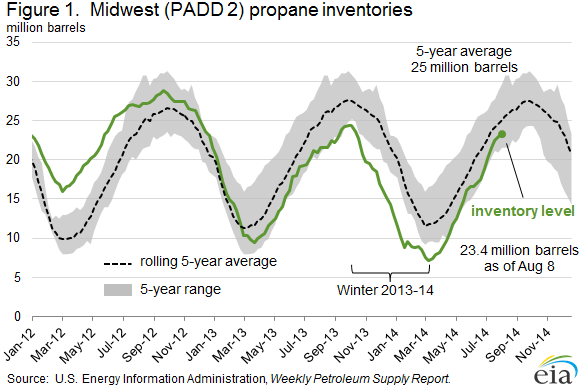 Figure 1.  Midwest (PADD 2) propane inventories
million barrels
35
30
25
20
15
10
5
0
5-year average
25 million barrels
inventory level
23.4 million barrels
as of Aug 8
rolling 5-year average
5-year range
Winter 2013-14
Jan-12
Mar-12
May-12
Jul-12
Sep-12
Nov-12
Jan-13
Mar-13
May-13
Jul-13
Sep-13
Nov-13
Jan-14
Mar-14
May-14
Jul-14
Sep-14
Nov-14
Source:  U.S. Energy Information Administration, Weekly Petroleum Supply Report.
eia